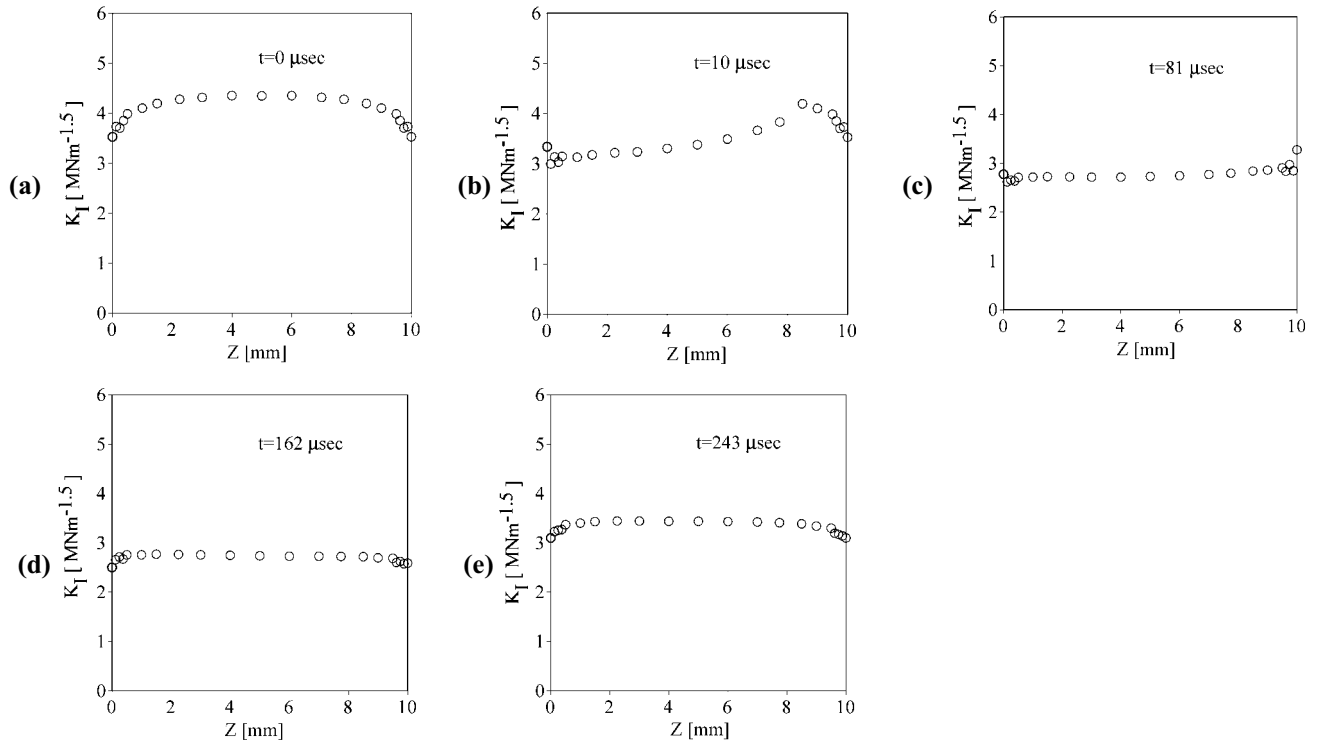 6
5
4
3
2
1
0
t=0 μsec
K_I [ MNm^-1.5 ]
(a)
0 2 4 6 8 10
Z [mm]
6
5
4
3
2
1
0
t=10 μsec
K_I [ MNm^-1.5 ]
(b)
0 2 4 6 8 10
Z [mm]
6
5
4
3
2
1
0
t=81 μsec
K_I [ MNm^-1.5 ]
(c)
0 2 4 6 8 10
Z [mm]
6
5
4
3
2
1
0
t=162 μsec
K_I [ MNm^-1.5 ]
(d)
0 2 4 6 8 10
Z [mm]
6
5
4
3
2
1
0
t=243 μsec
K_I [ MNm^-1.5 ]
(e)
0 2 4 6 8 10
Z [mm]